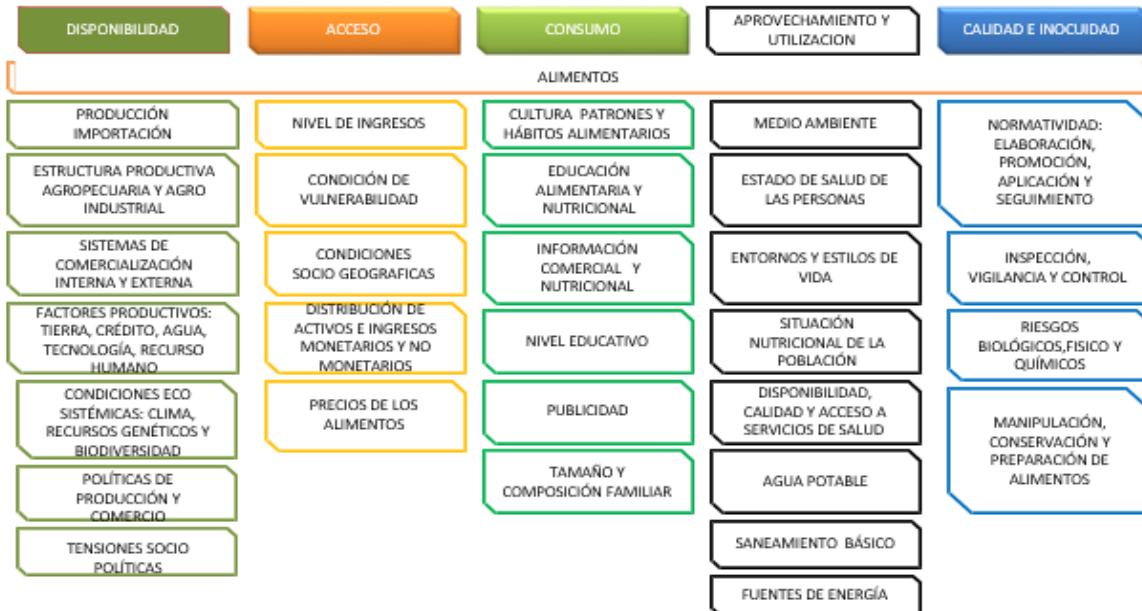 DISPONIBILIDAD
ACCESO
CONSUMO
APROVECHAMIENTO Y
UTILIZACION
CALIDAD E INOCUIDAD
ALIMENTOS
PRODUCCIÓN
IMPORTACIÓN
ESTRUCTURA PRODUCTIVA
AGROPECUARIA Y AGRO
INDUSTRIAL
SISTEMAS DE
COMERCIALIZACIÓN
INTERNA Y EXTERNA
FACTORES PRODUCTIVOS:
TIERRA, CRÉDITO, AGUA,
TECNOLOGÍA, RECURSO
HUMANO
CONDICIONES ECO
SISTÉMICAS: CLIMA,
RECURSOS GENÉTICOS Y
BIODIVERSIDAD
POLÍTICAS DE
PRODUCCIÓN Y
COMERCIO
TENSIONES SOCIO
POLÍTICAS
NIVEL DE INGRESOS
CONDICIÓN DE
VULNERABILIDAD
CONDICIONES
SOCIO GEOGRAFICAS
DISTRIBUCIÓN DE
ACTIVOS E INGRESOS
MONETARIOS Y NO
MONETARIOS
PRECIOS DE LOS
ALIMENTOS
CULTURA PATRONES Y
HÁBITOS ALIMENTARIOS
EDUCACIÓN
ALIMENTARIA Y
NUTRICIONAL
INFORMACIÓN
COMERCIAL Y
NUTRICIONAL
NIVEL EDUCATIVO
PUBLICIDAD
TAMAÑO Y
COMPOSICIÓN FAMILIAR
MEDIO AMBIENTE
ESTADO DE SALUD DE
LAS PERSONAS
ENTORNOS Y ESTILOS DE
VIDA
SITUACIÓN
NUTRICIONAL DE LA
POBLACIÓN
DISPONIBILIDAD,
CALIDAD Y ACCESO A
SERVICIOS DE SALUD
AGUA POTABLE
SANEAMIENTO BÁSICO
FUENTES DE ENERGÍA
NORMATIVIDAD:
ELABORACIÓN,
PROMOCIÓN,
APLICACIÓN Y
SEGUIMIENTO
INSPECCIÓN,
VIGILANCIA Y CONTROL
RIESGOS
BIOLÓGICOS,FISICO Y
QUÍMICOS
MANIPULACIÓN,
CONSERVACIÓN Y
PREPARACIÓN DE
ALIMENTOS